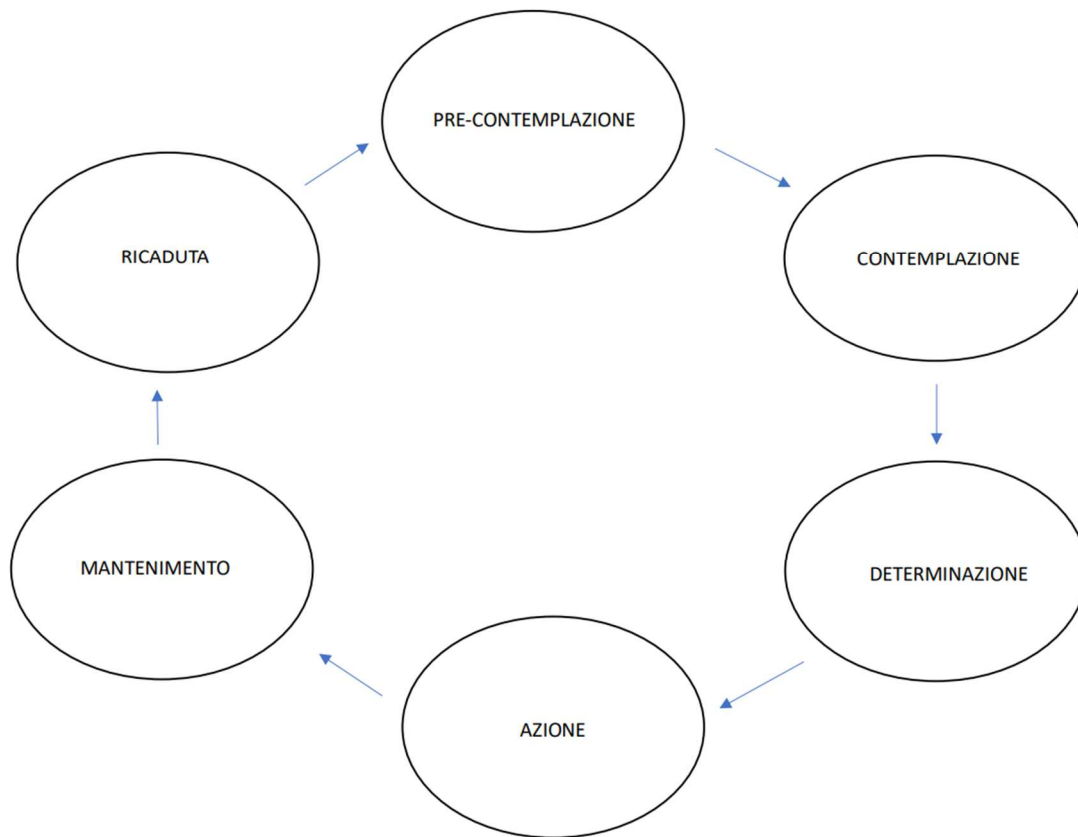 PRE-CONTEMPLAZIONE
RICADUTA
CONTEMPLAZIONE
MANTENIMENTO
DETERMINAZIONE
AZIONE